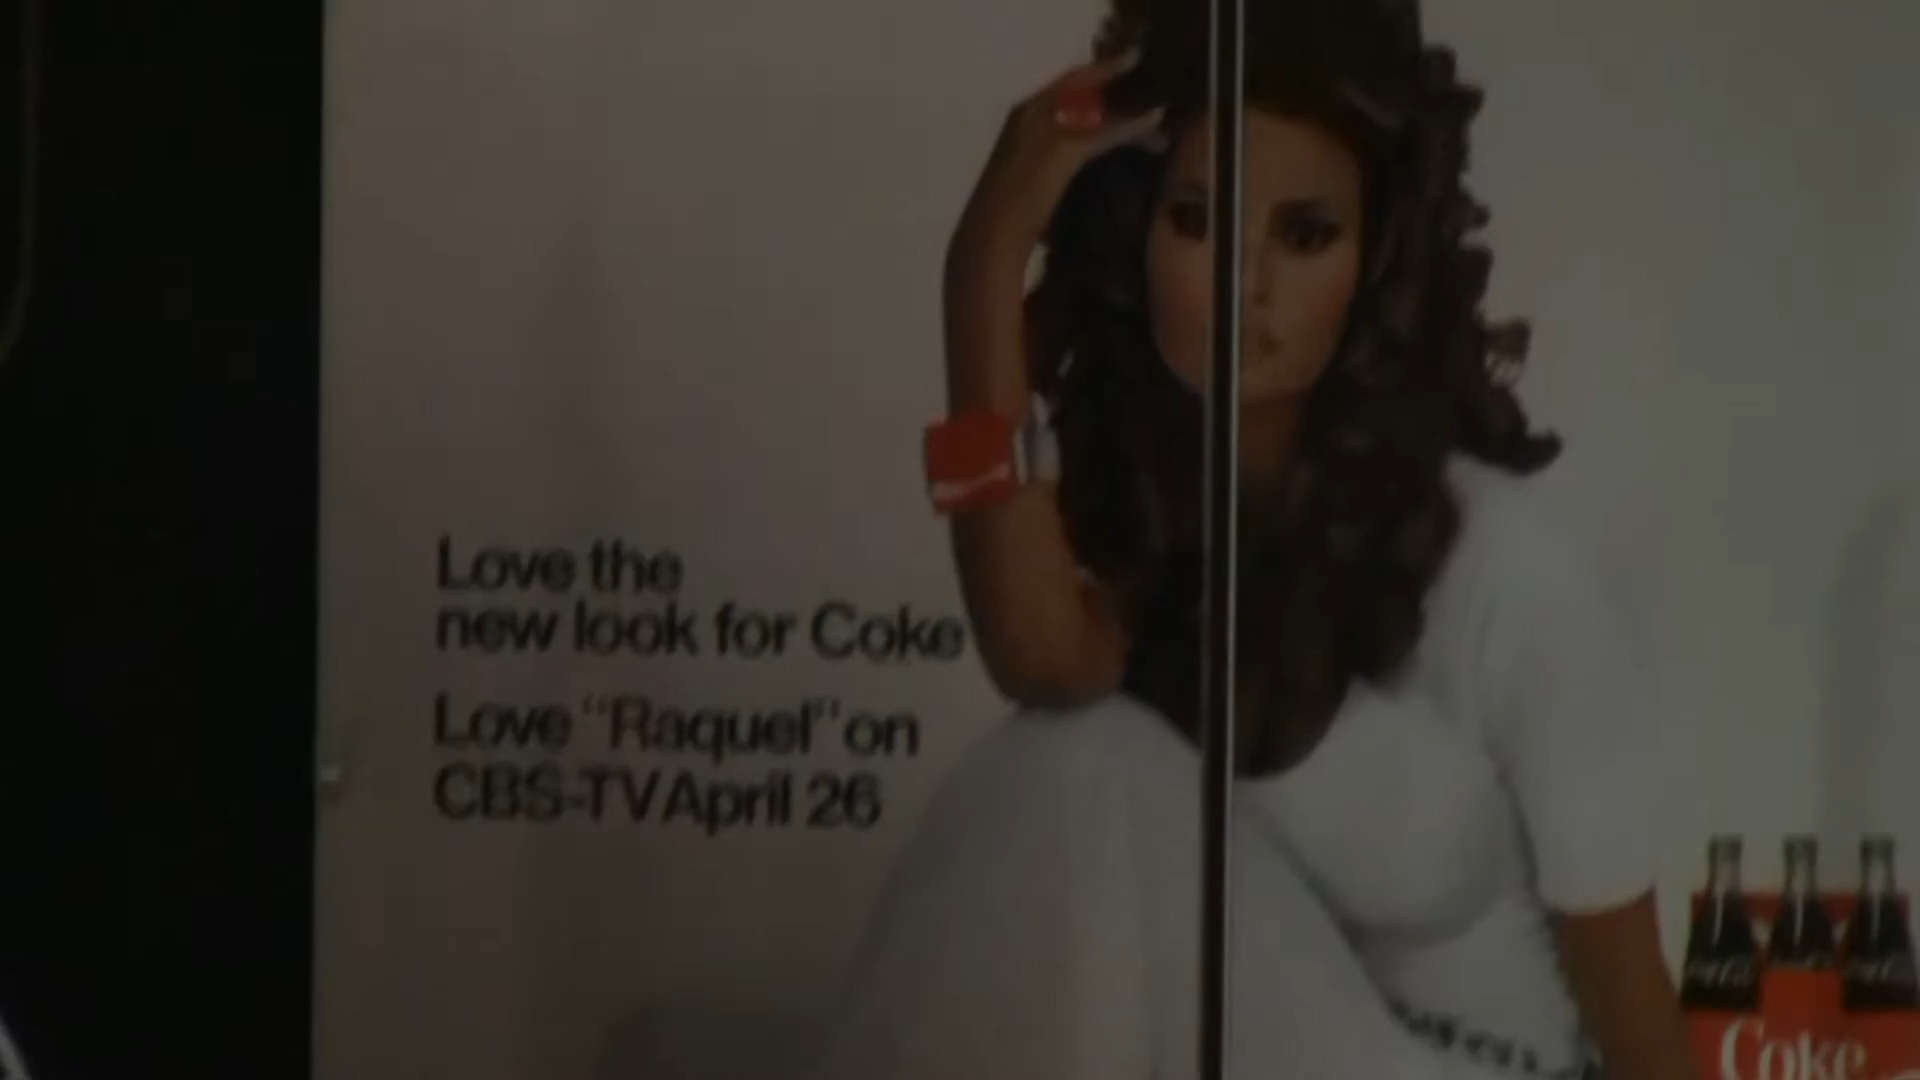 Love the
new look for Coke
Love “Raquel” on
CBS-TV April 26
Coke